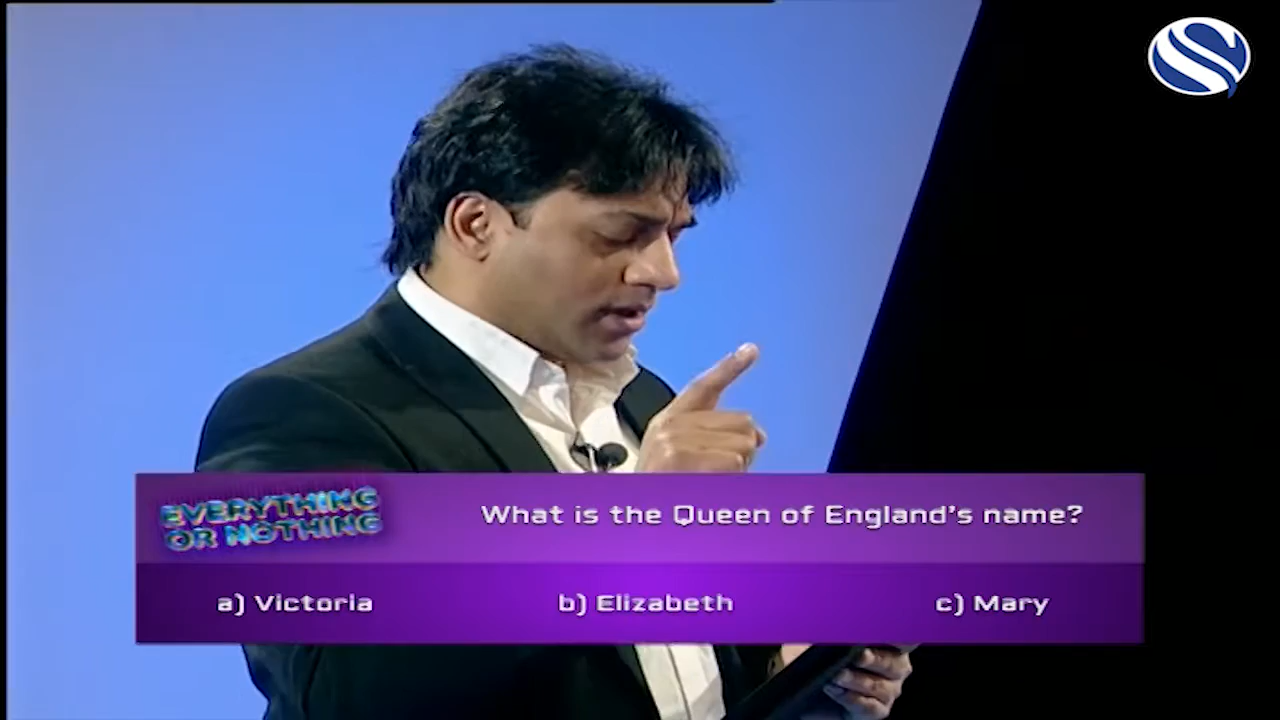 EVERYTHING
OR NOTHING
What is the Queen of England's name?
a) Victoria
b) Elizabeth
c) Mary